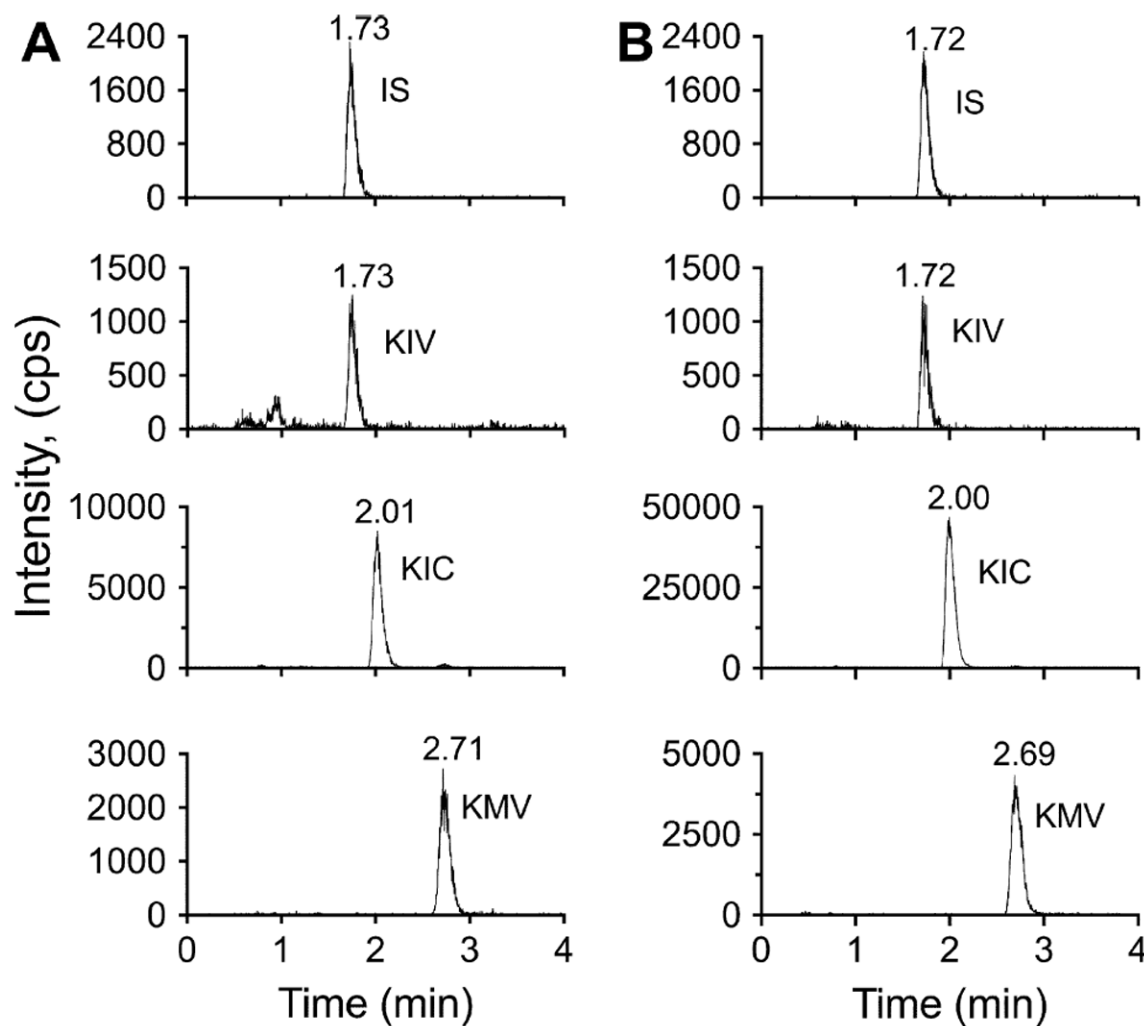 A
2400
1600
800
0
1.73
IS
1500
1000
500
0
1.73
KIV
10000
5000
0
2.01
KIC
3000
2000
1000
0
2.71
KMV
0 1 2 3 4
Time (min)
Intensity, (cps)
B
2400
1600
800
0
1.72
IS
1500
1000
500
0
1.72
KIV
50000
25000
0
2.00
KIC
5000
2500
0
2.69
KMV
0 1 2 3 4
Time (min)